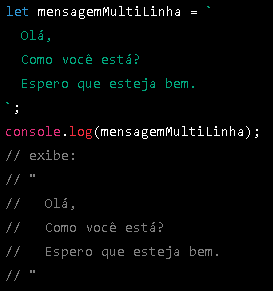 let mensagemMultiLinha = `
  Olá,
  Como você está?
  Espero que esteja bem.
`;
console.log(mensagemMultiLinha);
// exibe:
// "
//   Olá,
//   Como você está?
//   Espero que esteja bem.
// "